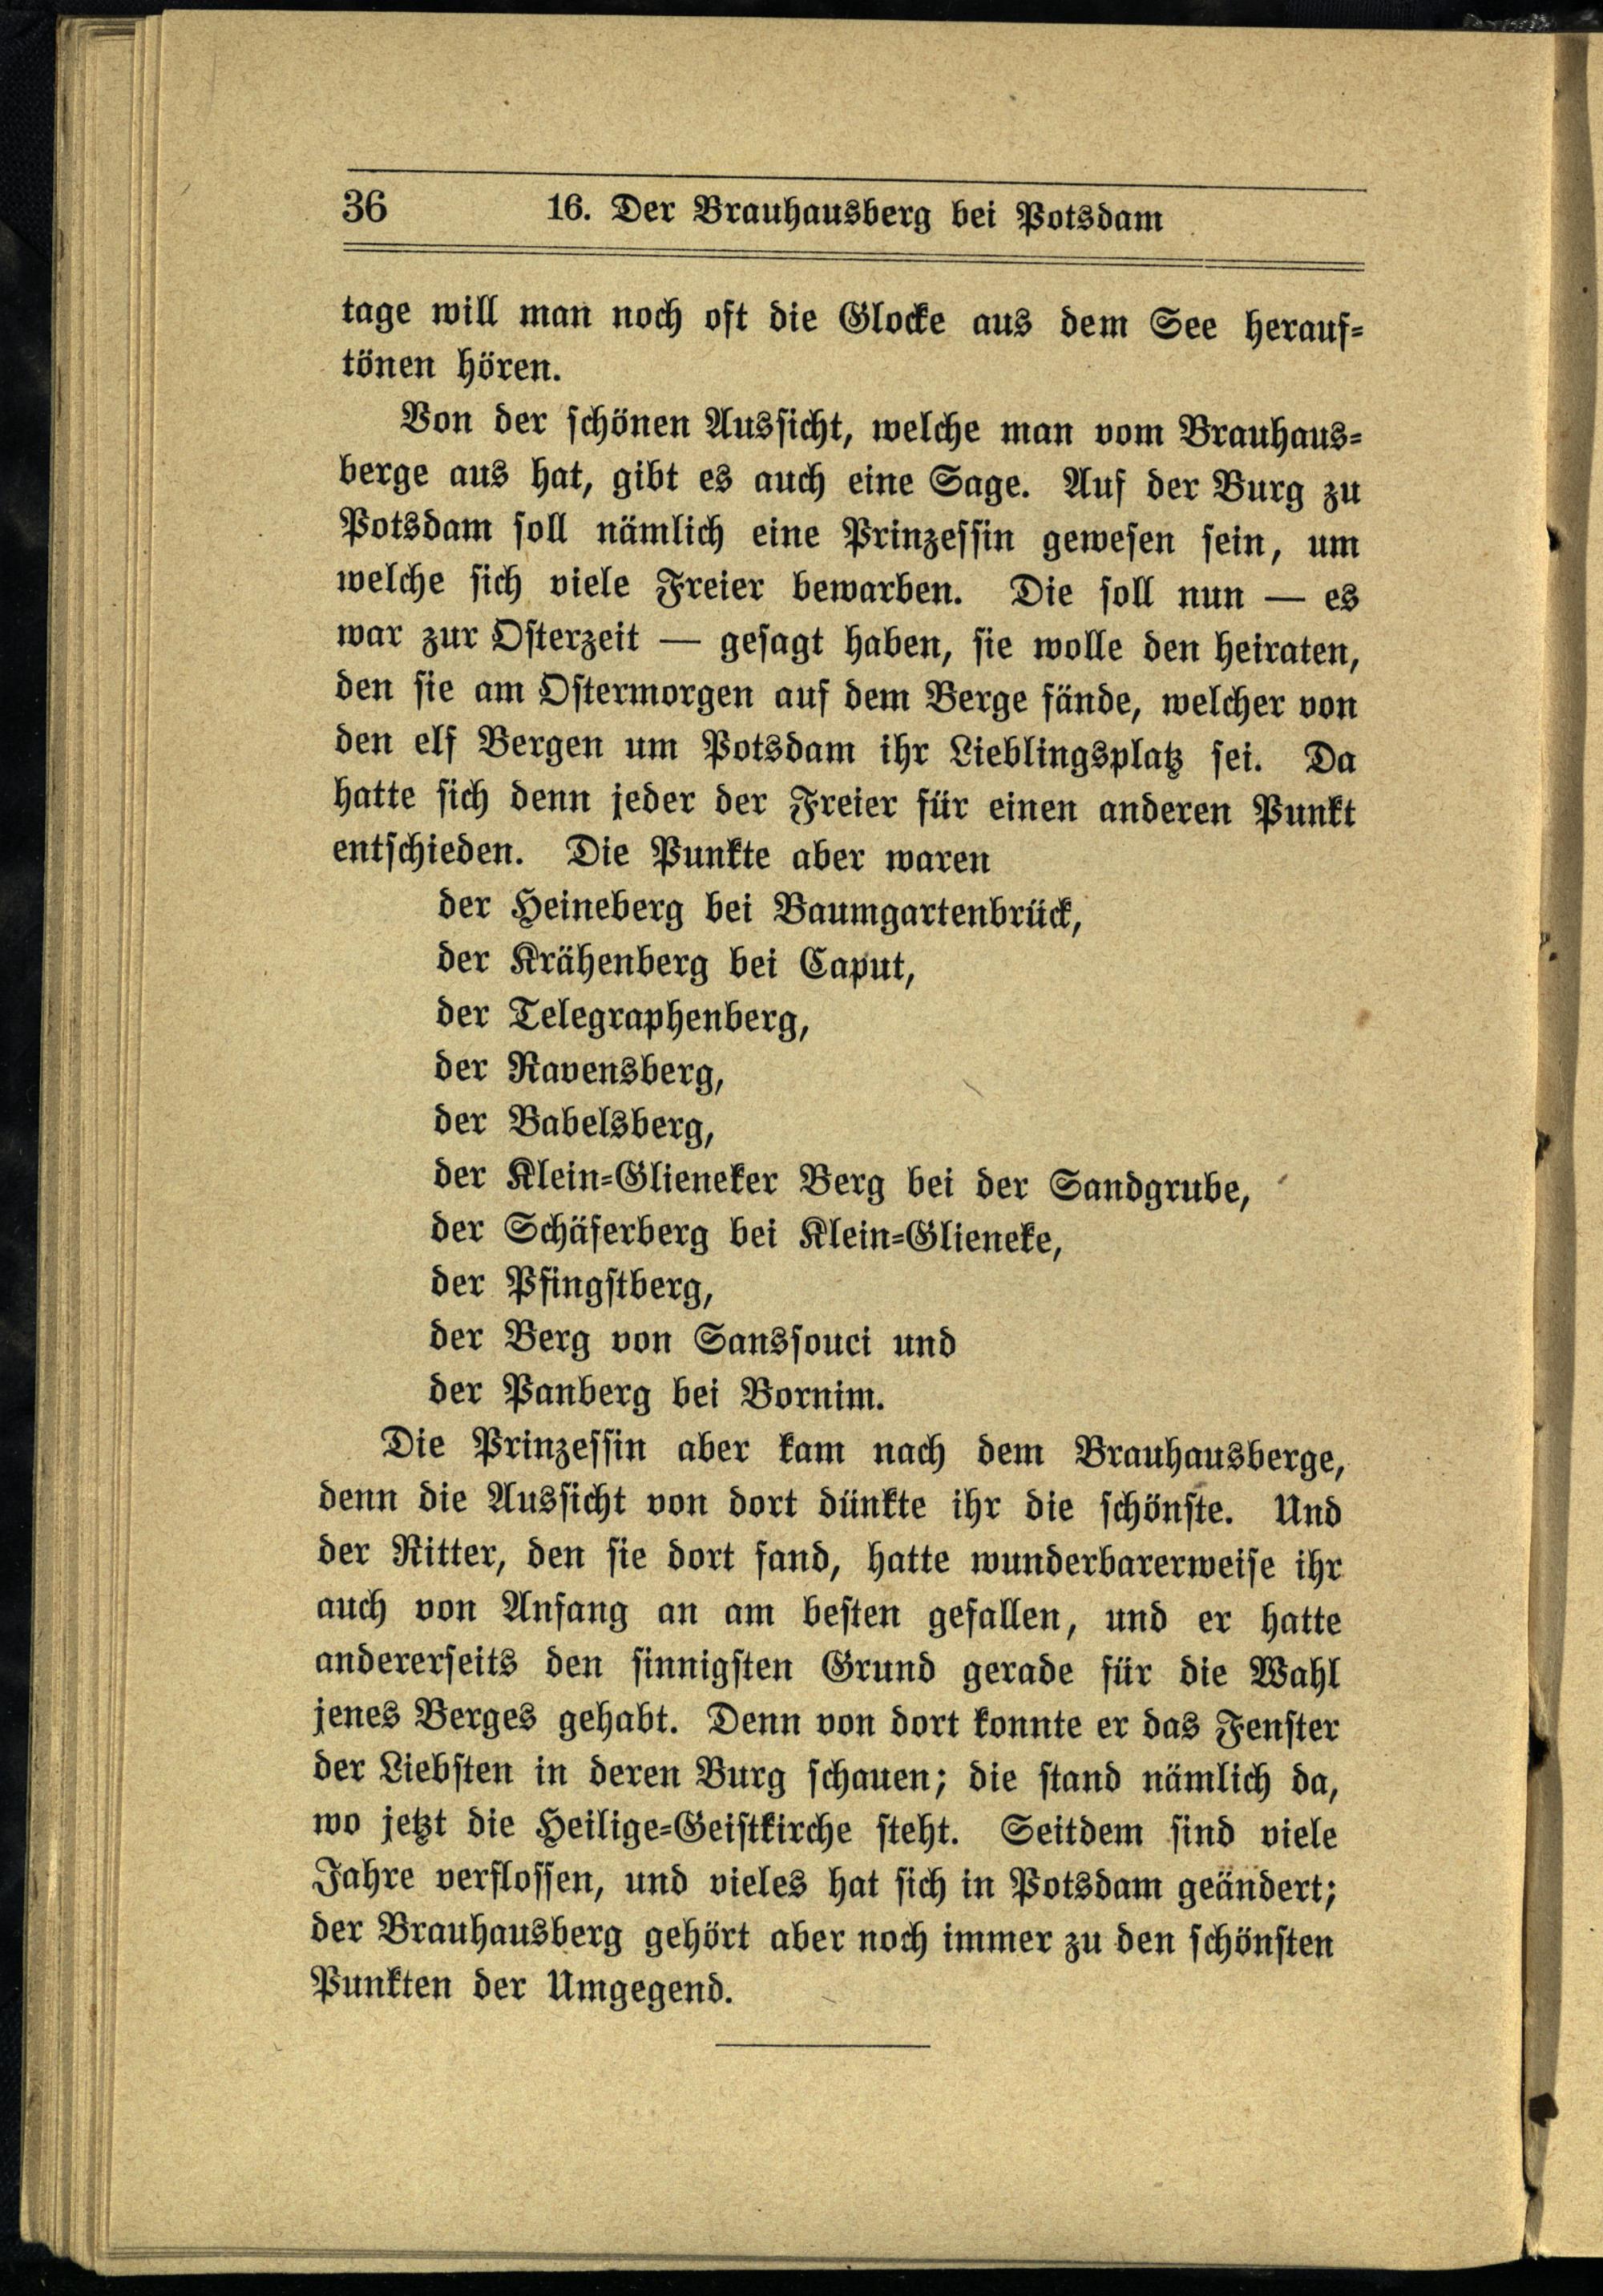 36 16. Der Brauhausberg bei Potsdam
tage will man noch oft die Glocke aus dem See herauf-
tönen hören.
Von der schönen Aussicht, welche man vom Brauhaus-
berge aus hat, gibt es auch eine Sage. Auf der Burg zu
Potsdam soll nämlich eine Prinzessin gewesen sein, um
welche sich viele Freier bewarben. Die soll nun — es
war zur Osterzeit — gesagt haben, sie wolle den heiraten,
den sie am Ostermorgen auf dem Berge fände, welcher von
den elf Bergen um Potsdam ihr Lieblingsplatz sei. Da
hatte sich denn jeder der Freier für einen anderen Punkt
entschieden. Die Punkte aber waren
der Heineberg bei Baumgartenbrück,
der Krähenberg bei Caput,
der Telegraphenberg,
der Ravensberg,
der Babelsberg,
der Klein-Glieneker Berg bei der Sandgrube,
der Schäferberg bei Klein-Glieneke,
der Pfingstberg,
der Berg von Sanssouci und
der Panberg bei Bornim.
Die Prinzessin aber kam nach dem Brauhausberge,
denn die Aussicht von dort dünkte ihr die schönste. Und
der Ritter, den sie dort fand, hatte wunderbarerweise ihr
auch von Anfang an am besten gefallen, und er hatte
andererseits den sinnigsten Grund gerade für die Wahl
jenes Berges gehabt. Denn von dort konnte er das Fenster
der Liebsten in deren Burg schauen; die stand nämlich da,
wo jetzt die Heilige-Geistkirche steht. Seitdem sind viele
Jahre verflossen, und vieles hat sich in Potsdam geändert;
der Brauhausberg gehört aber noch immer zu den schönsten
Punkten der Umgegend.